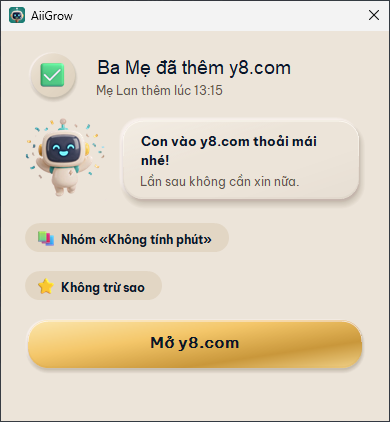 AiiGrow
Ba Mẹ đã thêm y8.com
Mẹ Lan thêm lúc 13:15
Con vào y8.com thoải mái
nhé!
Lần sau không cần xin nữa.
Nhóm «Không tính phút»
Không trừ sao
Mở y8.com